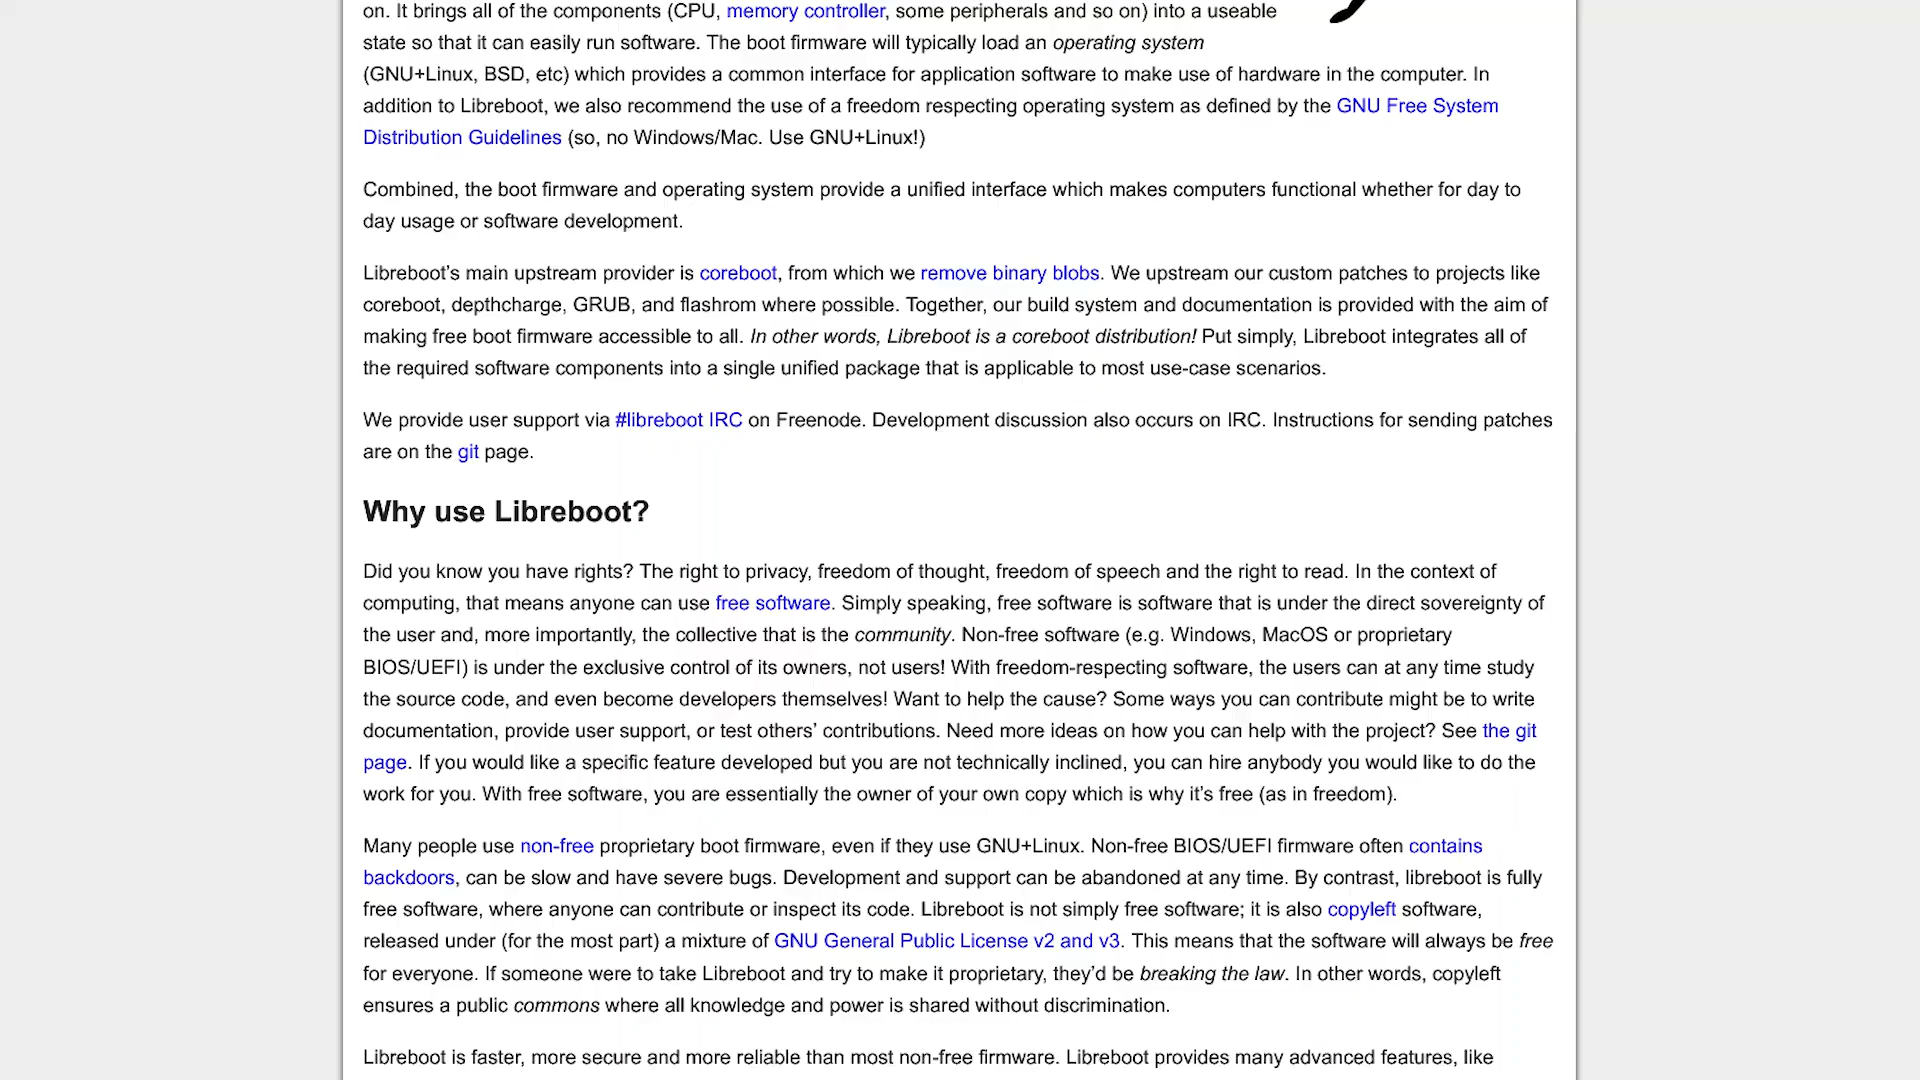 on. It brings all of the components (CPU, memory controller, some peripherals and so on) into a useable
state so that it can easily run software. The boot firmware will typically load an operating system
(GNU+Linux, BSD, etc) which provides a common interface for application software to make use of hardware in the computer. In
addition to Libreboot, we also recommend the use of a freedom respecting operating system as defined by the GNU Free System
Distribution Guidelines (so, no Windows/Mac. Use GNU+Linux!)
Combined, the boot firmware and operating system provide a unified interface which makes computers functional whether for day to
day usage or software development.
Libreboot’s main upstream provider is coreboot, from which we remove binary blobs. We upstream our custom patches to projects like
coreboot, depthcharge, GRUB, and flashrom where possible. Together, our build system and documentation is provided with the aim of
making free boot firmware accessible to all. In other words, Libreboot is a coreboot distribution! Put simply, Libreboot integrates all of
the required software components into a single unified package that is applicable to most use-case scenarios.
We provide user support via #libreboot IRC on Freenode. Development discussion also occurs on IRC. Instructions for sending patches
are on the git page.
Why use Libreboot?
Did you know you have rights? The right to privacy, freedom of thought, freedom of speech and the right to read. In the context of
computing, that means anyone can use free software. Simply speaking, free software is software that is under the direct sovereignty of
the user and, more importantly, the collective that is the community. Non-free software (e.g. Windows, MacOS or proprietary
BIOS/UEFI) is under the exclusive control of its owners, not users! With freedom-respecting software, the users can at any time study
the source code, and even become developers themselves! Want to help the cause? Some ways you can contribute might be to write
documentation, provide user support, or test others’ contributions. Need more ideas on how you can help with the project? See the git
page. If you would like a specific feature developed but you are not technically inclined, you can hire anybody you would like to do the
work for you. With free software, you are essentially the owner of your own copy which is why it’s free (as in freedom).
Many people use non-free proprietary boot firmware, even if they use GNU+Linux. Non-free BIOS/UEFI firmware often contains
backdoors, can be slow and have severe bugs. Development and support can be abandoned at any time. By contrast, libreboot is fully
free software, where anyone can contribute or inspect its code. Libreboot is not simply free software; it is also copyleft software,
released under (for the most part) a mixture of GNU General Public License v2 and v3. This means that the software will always be free
for everyone. If someone were to take Libreboot and try to make it proprietary, they’d be breaking the law. In other words, copyleft
ensures a public commons where all knowledge and power is shared without discrimination.
Libreboot is faster, more secure and more reliable than most non-free firmware. Libreboot provides many advanced features, like